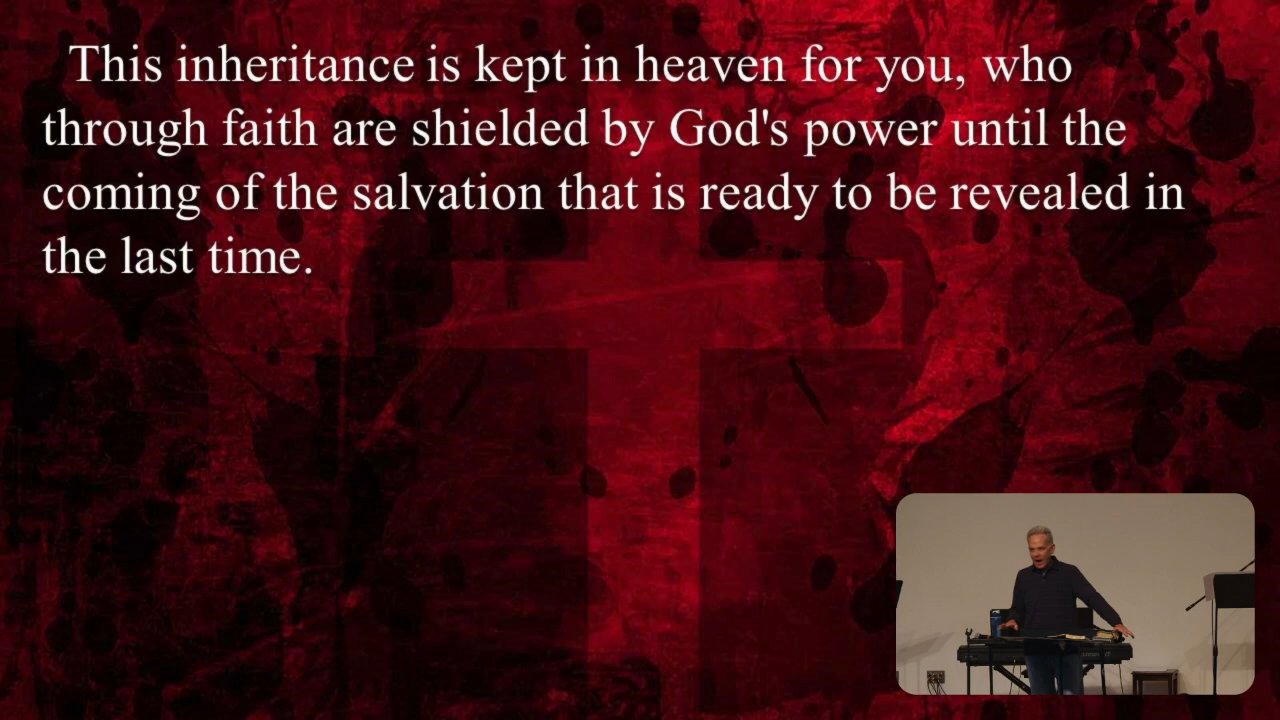 This inheritance is kept in heaven for you, who
through faith are shielded by God's power until the
coming of the salvation that is ready to be revealed in
the last time.